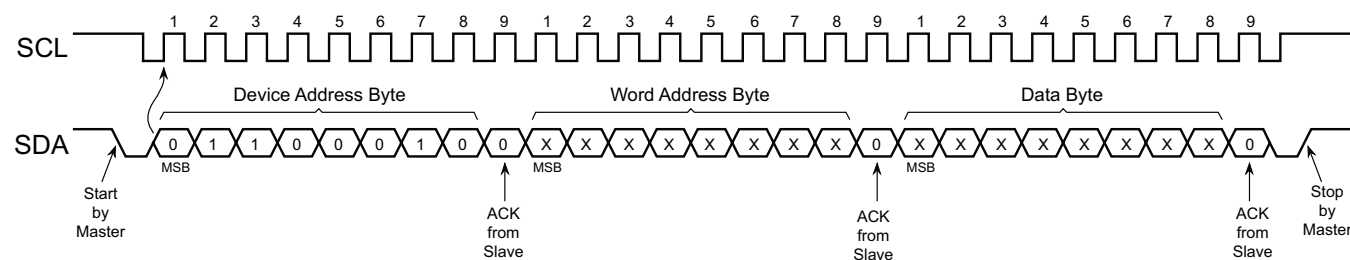 1 2 3 4 5 6 7 8 9 1 2 3 4 5 6 7 8 9 1 2 3 4 5 6 7 8 9
SCL
Device Address Byte Word Address Byte Data Byte
SDA 0 1 1 0 0 0 1 0 0 X X X X X X X X 0 X X X X X X X X 0
MSB MSB MSB
Start
by
Master
ACK
from
Slave
ACK
from
Slave
ACK
from
Slave
Stop
by
Master